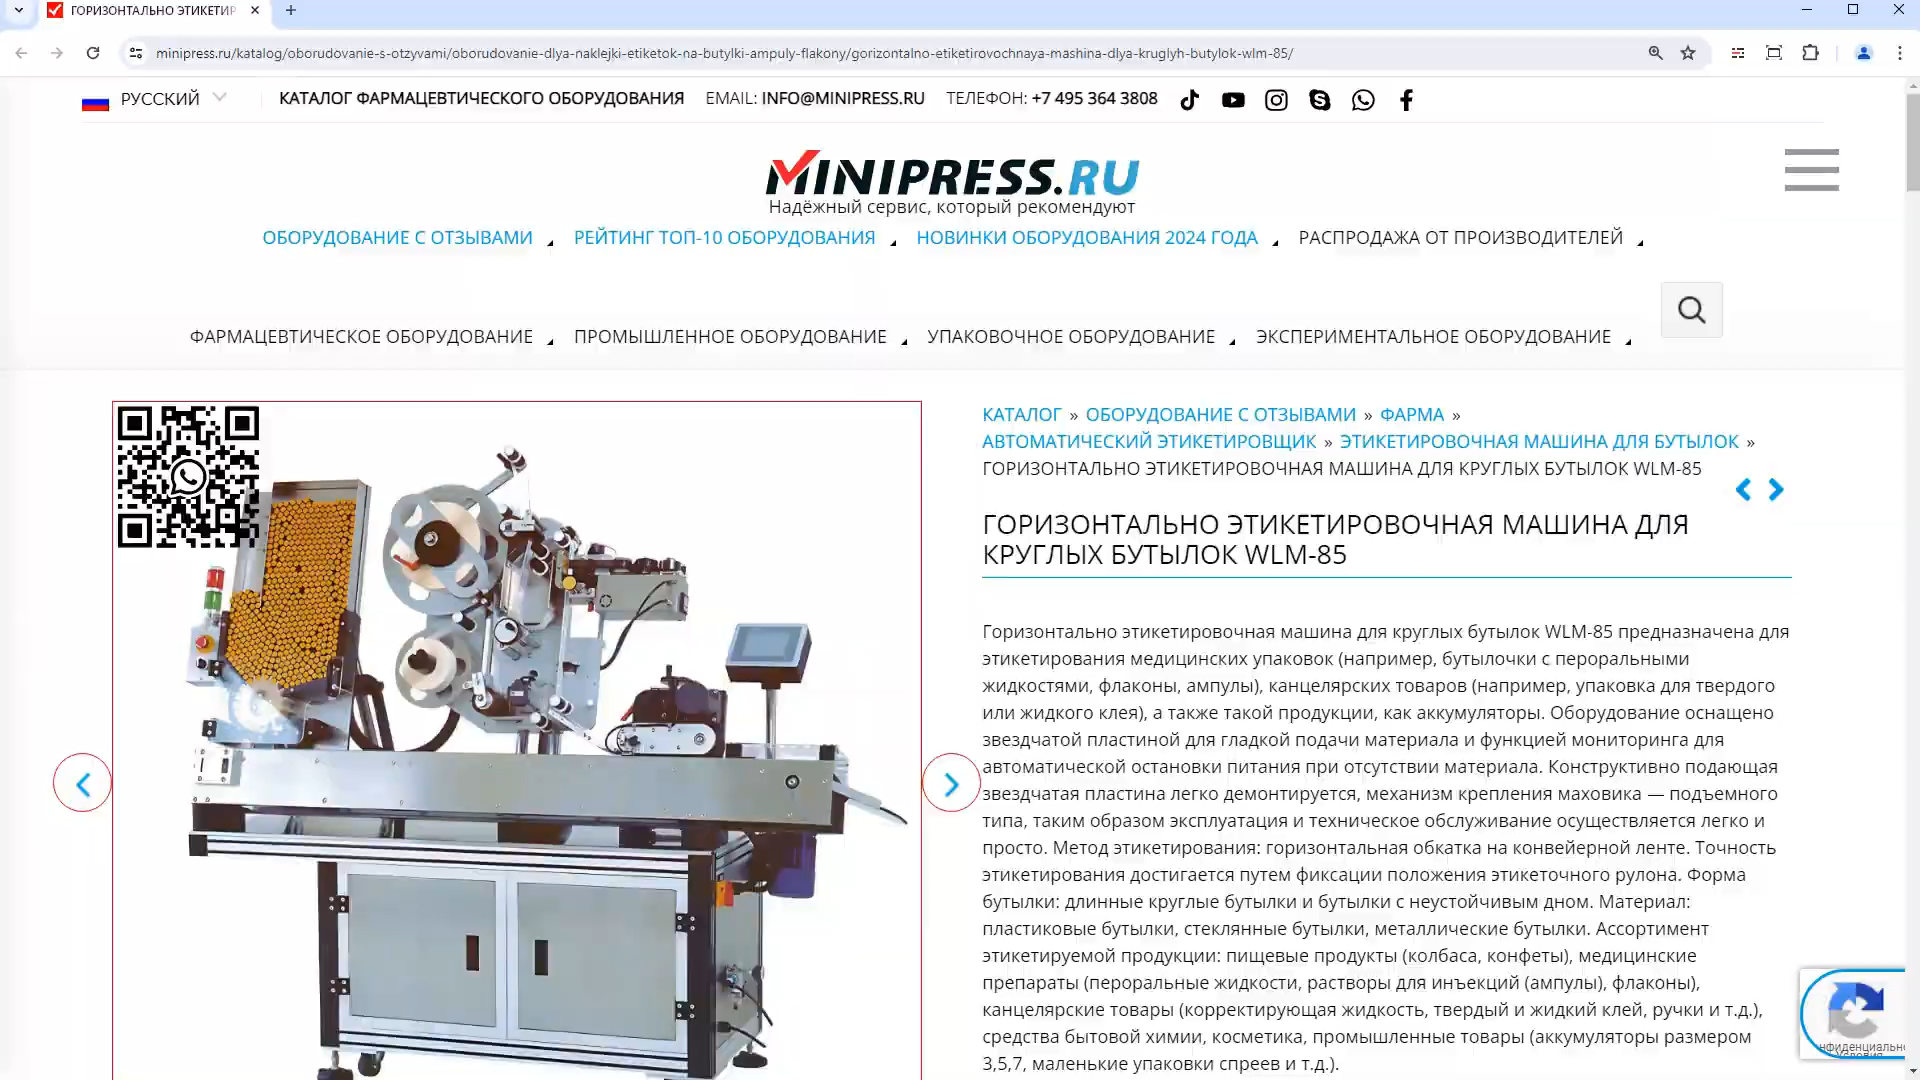 ГОРИЗОНТАЛЬНО ЭТИКЕТИР
minipress.ru/katalog/oborudovanie-s-otzyvami/oborudovanie-dlya-naklejki-etiketok-na-butylki-ampuly-flakony/gorizontalno-etiketirovochnaya-mashina-dlya-kruglyh-butylok-wlm-85/
РУССКИЙ
КАТАЛОГ ФАРМАЦЕВТИЧЕСКОГО ОБОРУДОВАНИЯ EMAIL: INFO@MINIPRESS.RU ТЕЛЕФОН: +7 495 364 3808
MINIPRESS.RU
Надёжный сервис, который рекомендуют
ОБОРУДОВАНИЕ С ОТЗЫВАМИ РЕЙТИНГ ТОП-10 ОБОРУДОВАНИЯ НОВИНКИ ОБОРУДОВАНИЯ 2024 ГОДА РАСПРОДАЖА ОТ ПРОИЗВОДИТЕЛЕЙ
ФАРМАЦЕВТИЧЕСКОЕ ОБОРУДОВАНИЕ ПРОМЫШЛЕННОЕ ОБОРУДОВАНИЕ УПАКОВОЧНОЕ ОБОРУДОВАНИЕ ЭКСПЕРИМЕНТАЛЬНОЕ ОБОРУДОВАНИЕ
КАТАЛОГ » ОБОРУДОВАНИЕ С ОТЗЫВАМИ » ФАРМА »
АВТОМАТИЧЕСКИЙ ЭТИКЕТИРОВЩИК » ЭТИКЕТИРОВОЧНАЯ МАШИНА ДЛЯ БУТЫЛОК »
ГОРИЗОНТАЛЬНО ЭТИКЕТИРОВОЧНАЯ МАШИНА ДЛЯ КРУГЛЫХ БУТЫЛОК WLM-85
ГОРИЗОНТАЛЬНО ЭТИКЕТИРОВОЧНАЯ МАШИНА ДЛЯ
КРУГЛЫХ БУТЫЛОК WLM-85
Горизонтально этикетировочная машина для круглых бутылок WLM-85 предназначена для
этикетирования медицинских упаковок (например, бутылочки с пероральными
жидкостями, флаконы, ампулы), канцелярских товаров (например, упаковка для твердого
или жидкого клея), а также такой продукции, как аккумуляторы. Оборудование оснащено
звездчатой пластиной для гладкой подачи материала и функцией мониторинга для
автоматической остановки питания при отсутствии материала. Конструктивно подающая
звездчатая пластина легко демонтируется, механизм крепления маховика — подъемного
типа, таким образом эксплуатация и техническое обслуживание осуществляется легко и
просто. Метод этикетирования: горизонтальная обкатка на конвейерной ленте. Точность
этикетирования достигается путем фиксации положения этикеточного рулона. Форма
бутылки: длинные круглые бутылки и бутылки с неустойчивым дном. Материал:
пластиковые бутылки, стеклянные бутылки, металлические бутылки. Ассортимент
этикетируемой продукции: пищевые продукты (колбаса, конфеты), медицинские
препараты (пероральные жидкости, растворы для инъекций (ампулы), флаконы),
канцелярские товары (корректирующая жидкость, твердый и жидкий клей, ручки и т.д.),
средства бытовой химии, косметика, промышленные товары (аккумуляторы размером
3,5,7, маленькие упаковки спреев и т.д.).